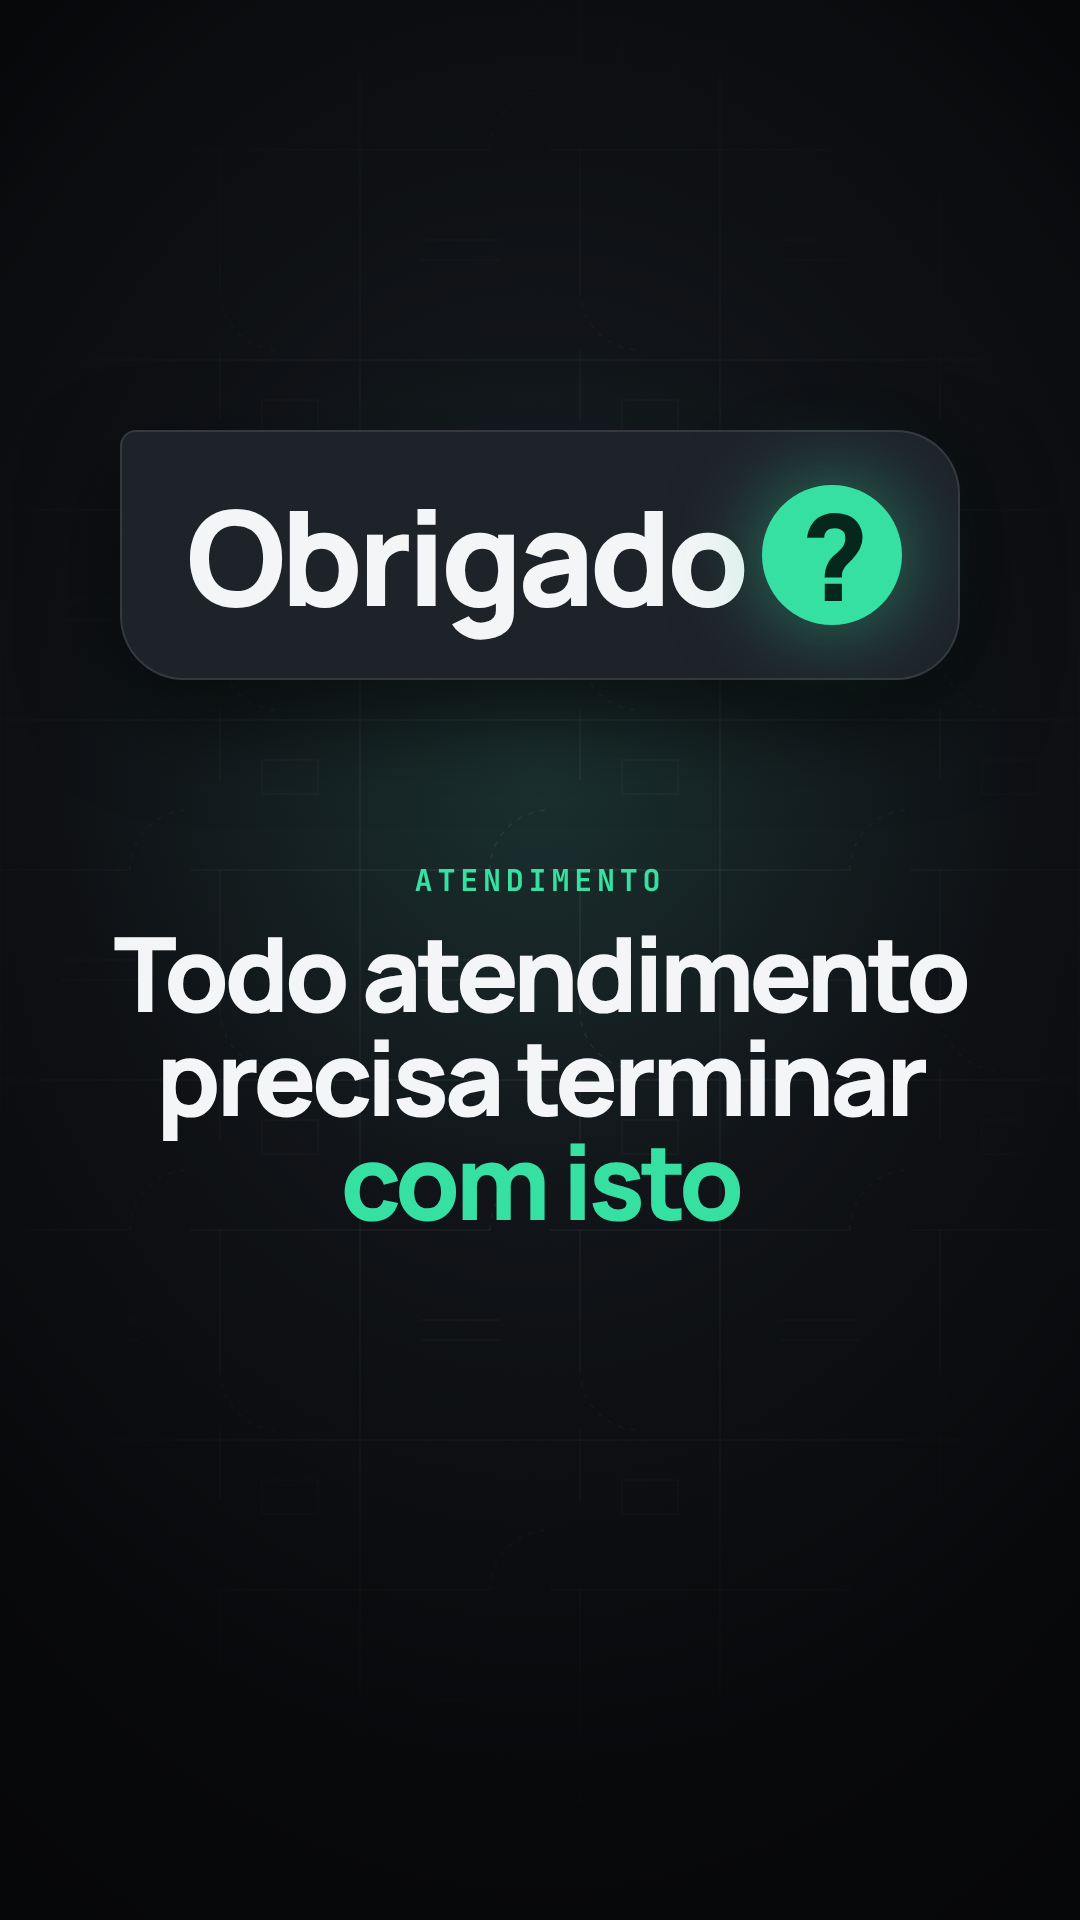 Obrigado ?
ATENDIMENTO
Todo atendimento
precisa terminar
com isto